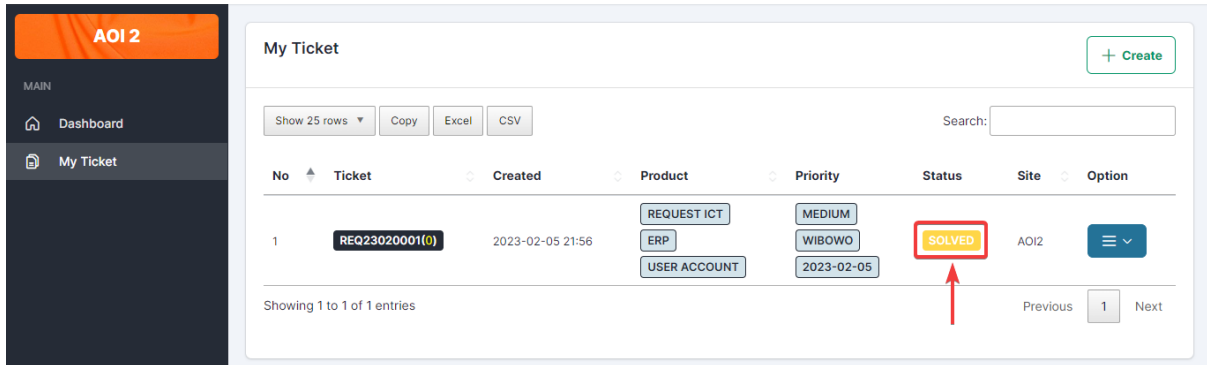 AOI 2
MAIN
Dashboard
My Ticket
My Ticket
+ Create
Show 25 rows ▼ Copy Excel CSV Search:
No Ticket Created Product Priority Status Site Option
1 REQ23020001(0) 2023-02-05 21:56 REQUEST ICT MEDIUM SOLVED AOI2
ERP WIBOWO
USER ACCOUNT 2023-02-05
Showing 1 to 1 of 1 entries Previous 1 Next